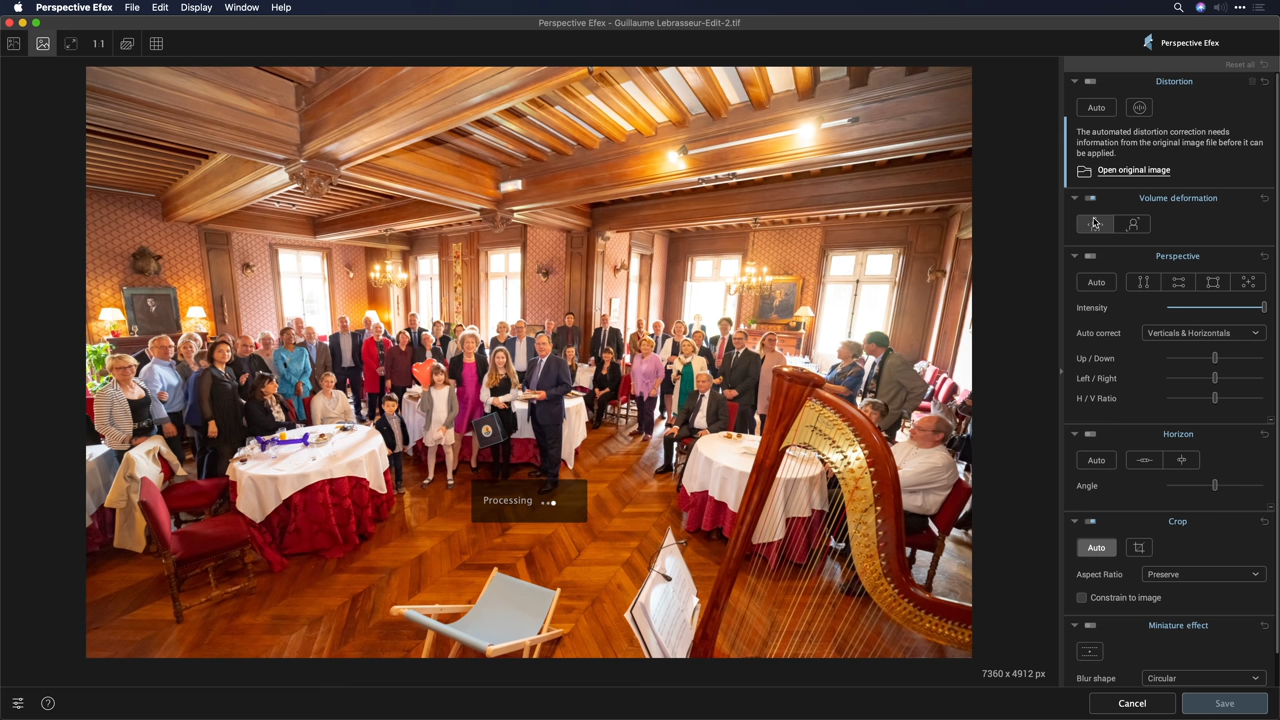 Perspective Efex File Edit Display Window Help
Perspective Efex - Guillaume Lebrasseur-Edit-2.tif
1:1
Perspective Efex
Reset all
Distortion
Auto
The automated distortion correction needs
information from the original image file before it can
be applied.
Open original image
Volume deformation
Perspective
Auto
Intensity
Auto correct Verticals & Horizontals
Up / Down
Left / Right
H / V Ratio
Horizon
Auto
Angle
Processing
Crop
Auto
Aspect Ratio Preserve
Constrain to image
Miniature effect
Blur shape Circular
7360 x 4912 px
Cancel Save